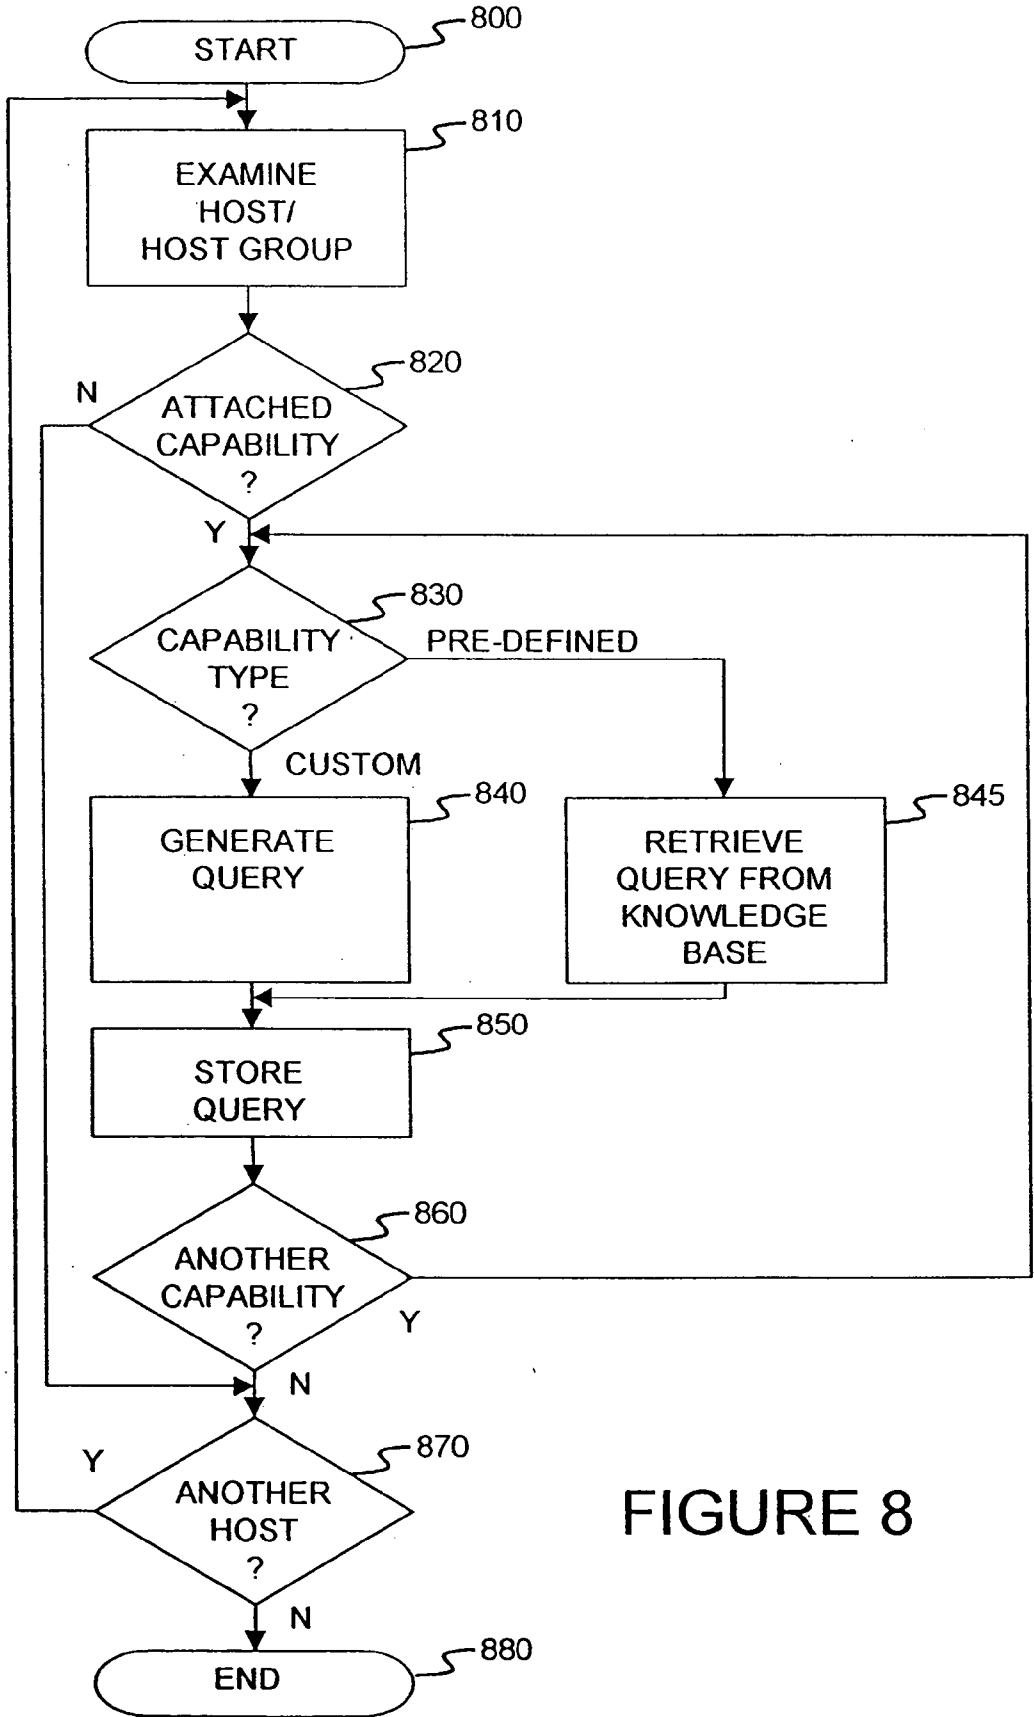 800
START
810
EXAMINE
HOST/
HOST GROUP
820
N
ATTACHED
CAPABILITY
?
Y
830
CAPABILITY
TYPE
?
PRE-DEFINED
CUSTOM
840
GENERATE
QUERY
845
RETRIEVE
QUERY FROM
KNOWLEDGE
BASE
850
STORE
QUERY
860
ANOTHER
CAPABILITY
?
Y
N
870
Y
ANOTHER
HOST
?
N
880
END
FIGURE 8